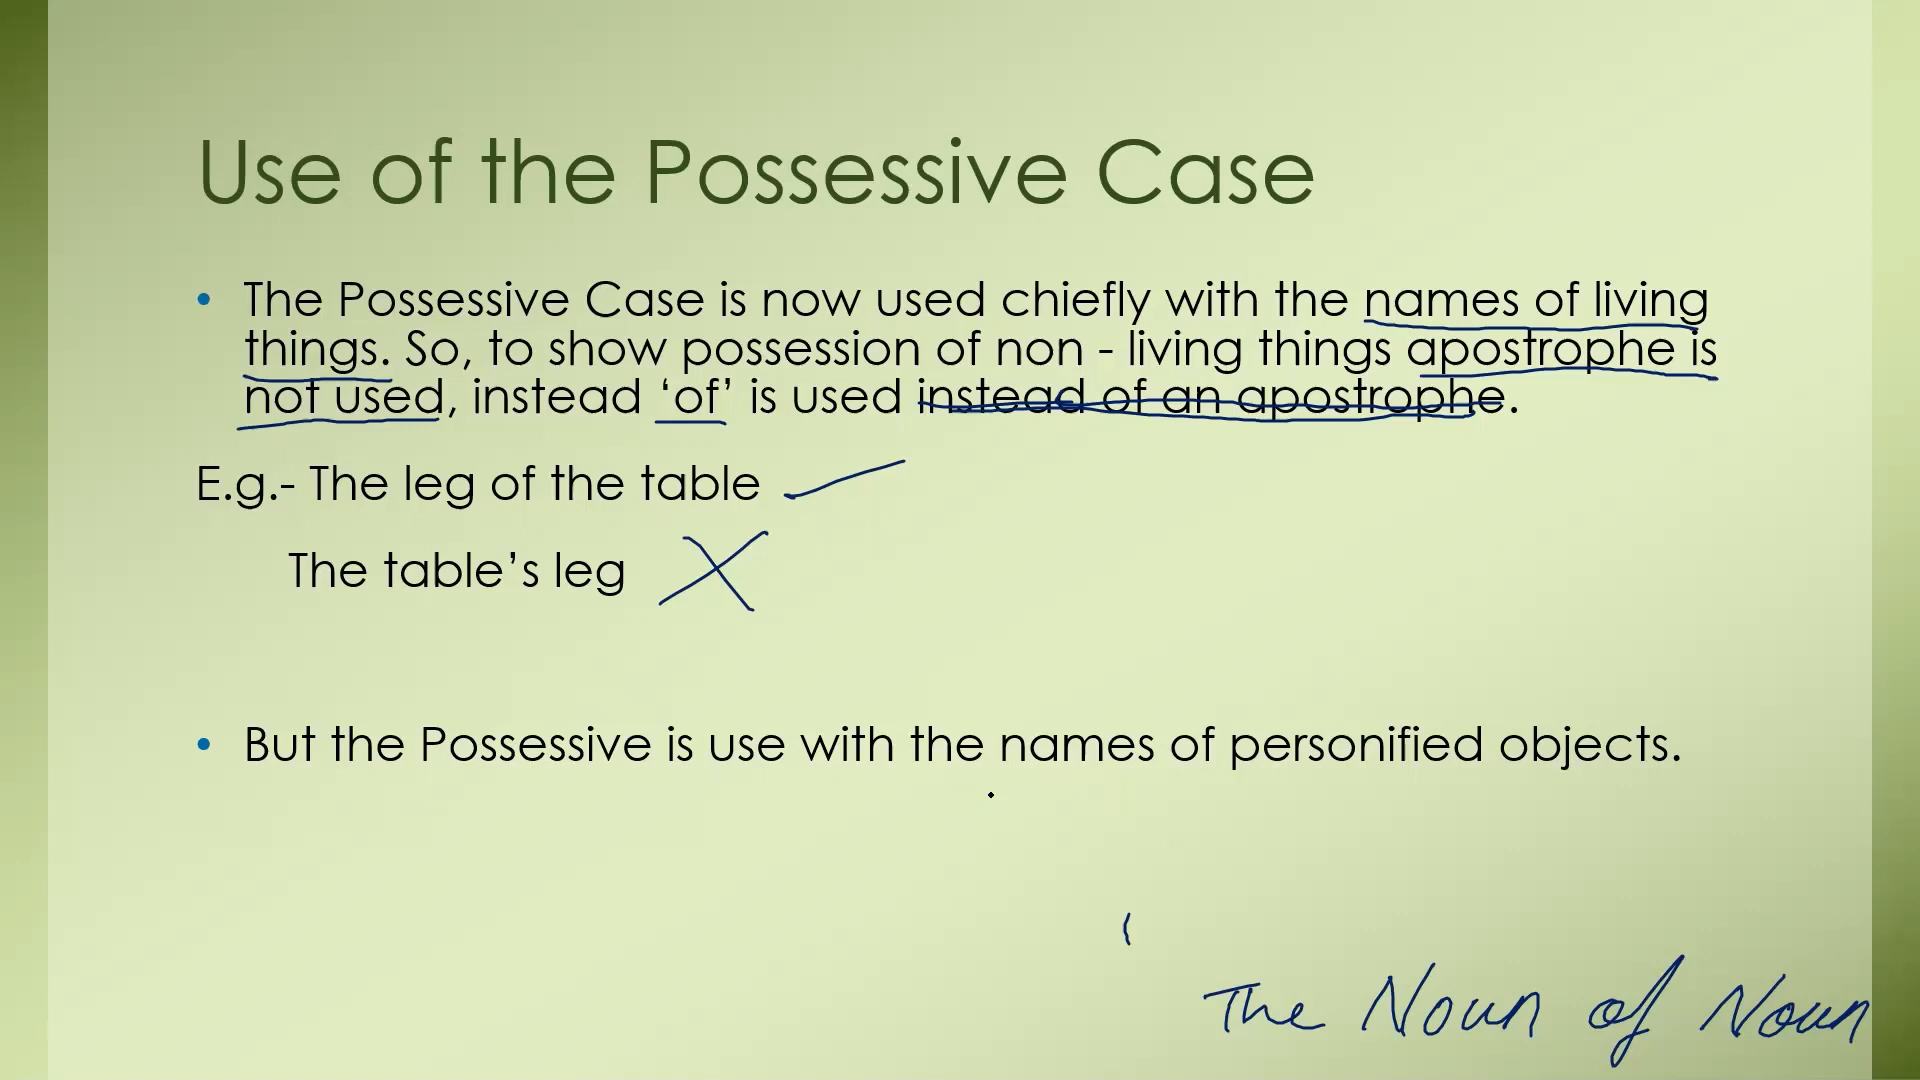 Use of the Possessive Case
• The Possessive Case is now used chiefly with the names of living
things. So, to show possession of non - living things apostrophe is
not used, instead ‘of’ is used instead of an apostrophe.
E.g.- The leg of the table
The table’s leg
• But the Possessive is use with the names of personified objects.
The Noun of Noun